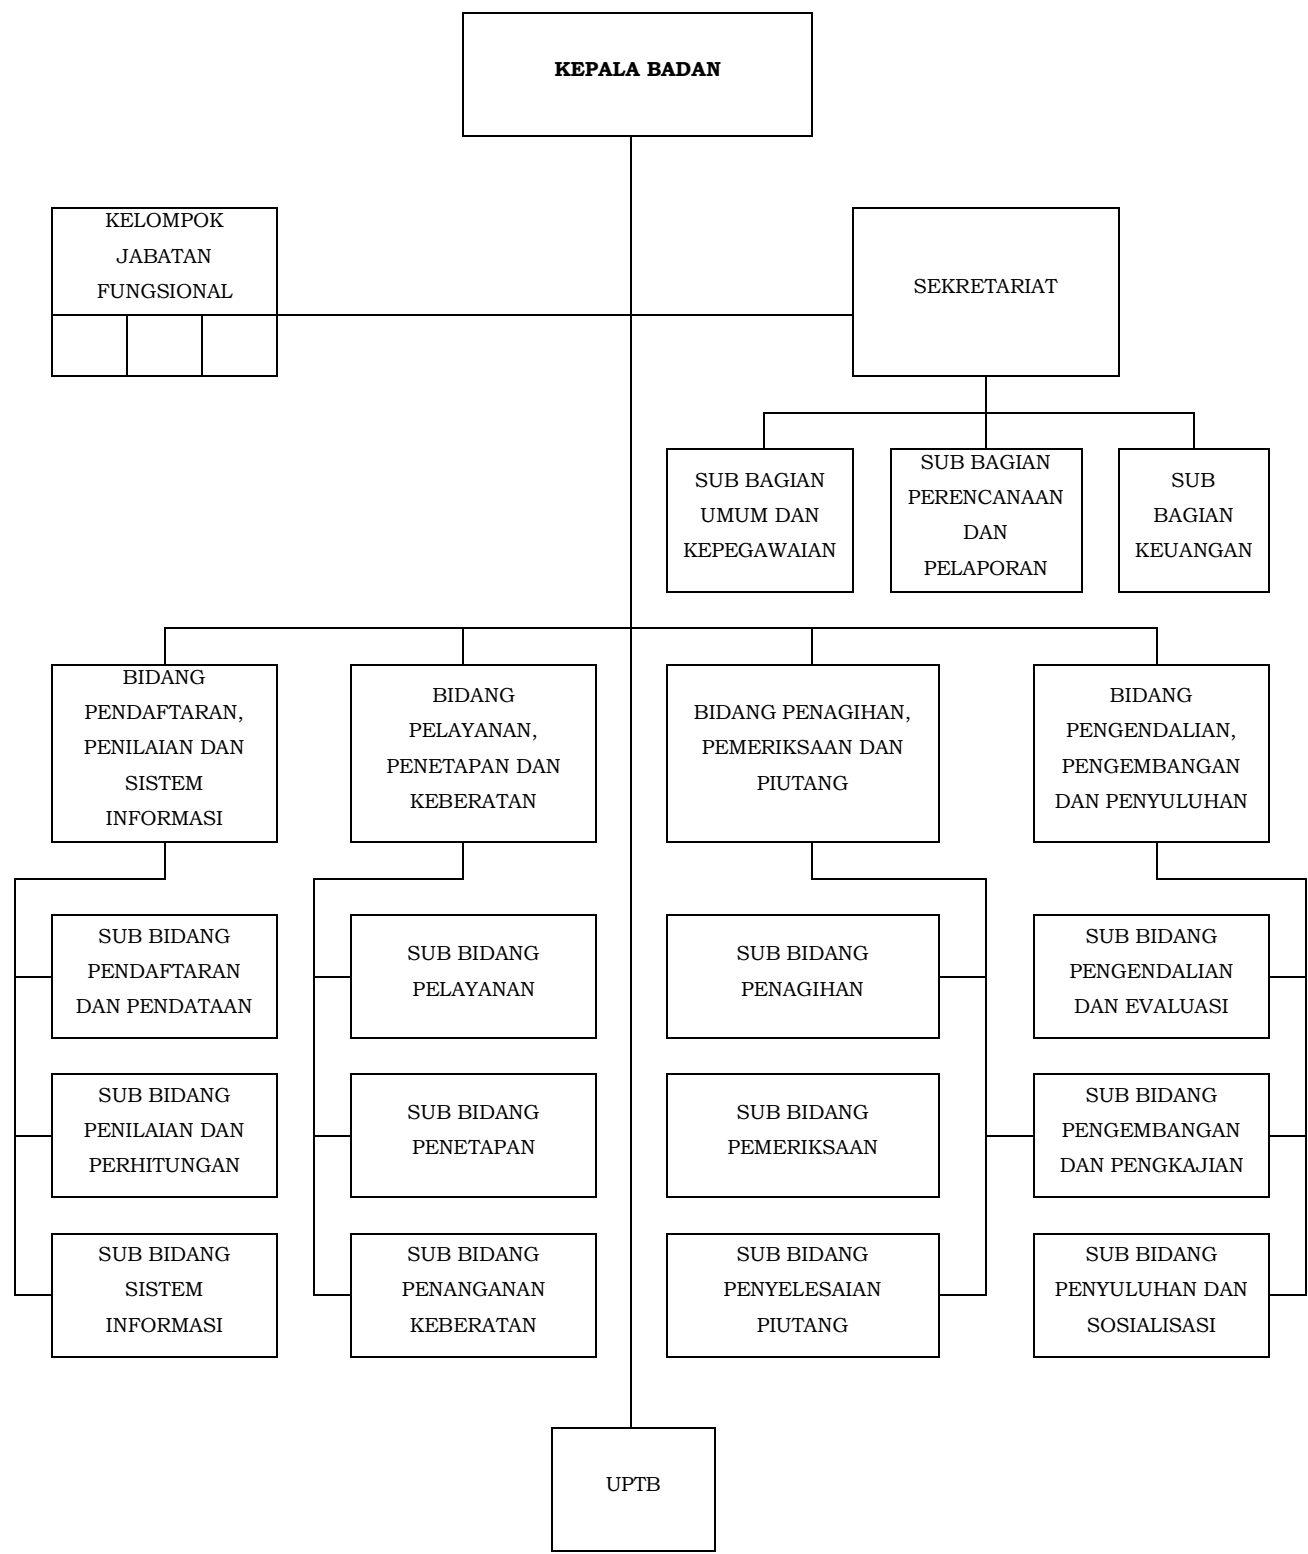 KEPALA BADAN
KELOMPOK
JABATAN
FUNGSIONAL
SEKRETARIAT
SUB BAGIAN
UMUM DAN
KEPEGAWAIAN
SUB BAGIAN
PERENCANAAN
DAN
PELAPORAN
SUB
BAGIAN
KEUANGAN
BIDANG
PENDAFTARAN,
PENILAIAN DAN
SISTEM
INFORMASI
BIDANG
PELAYANAN,
PENETAPAN DAN
KEBERATAN
BIDANG PENAGIHAN,
PEMERIKSAAN DAN
PIUTANG
BIDANG
PENGENDALIAN,
PENGEMBANGAN
DAN PENYULUHAN
SUB BIDANG
PENDAFTARAN
DAN PENDATAAN
SUB BIDANG
PELAYANAN
SUB BIDANG
PENAGIHAN
SUB BIDANG
PENGENDALIAN
DAN EVALUASI
SUB BIDANG
PENILAIAN DAN
PERHITUNGAN
SUB BIDANG
PENETAPAN
SUB BIDANG
PEMERIKSAAN
SUB BIDANG
PENGEMBANGAN
DAN PENGKAJIAN
SUB BIDANG
SISTEM
INFORMASI
SUB BIDANG
PENANGANAN
KEBERATAN
SUB BIDANG
PENYELESAIAN
PIUTANG
SUB BIDANG
PENYULUHAN DAN
SOSIALISASI
UPTB